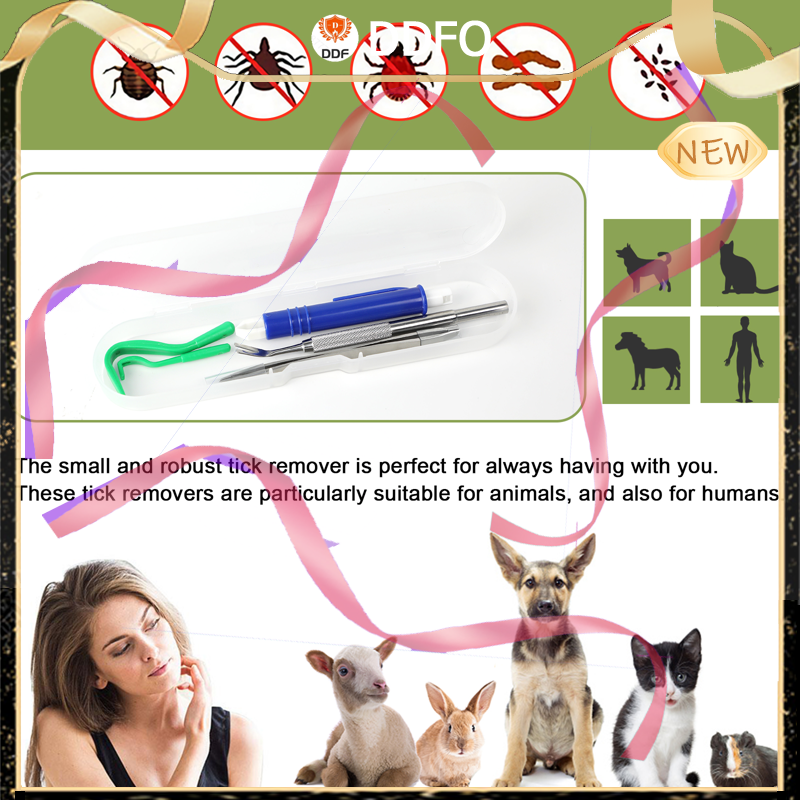 DDFO
DDF
NEW
The small and robust tick remover is perfect for always having with you.
These tick removers are particularly suitable for animals, and also for humans